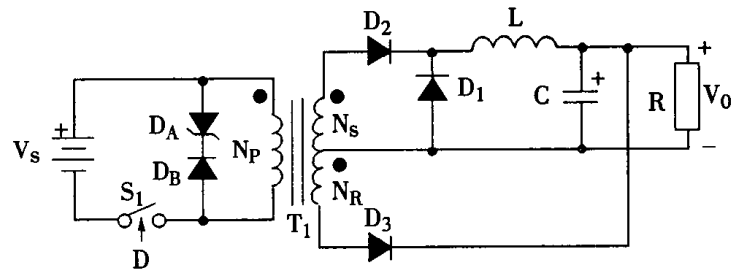 D2
L
+
+
D1
C
R
V0
DA
NS
+
VS
DB
NP
NR
−
S1
T1
D3
D